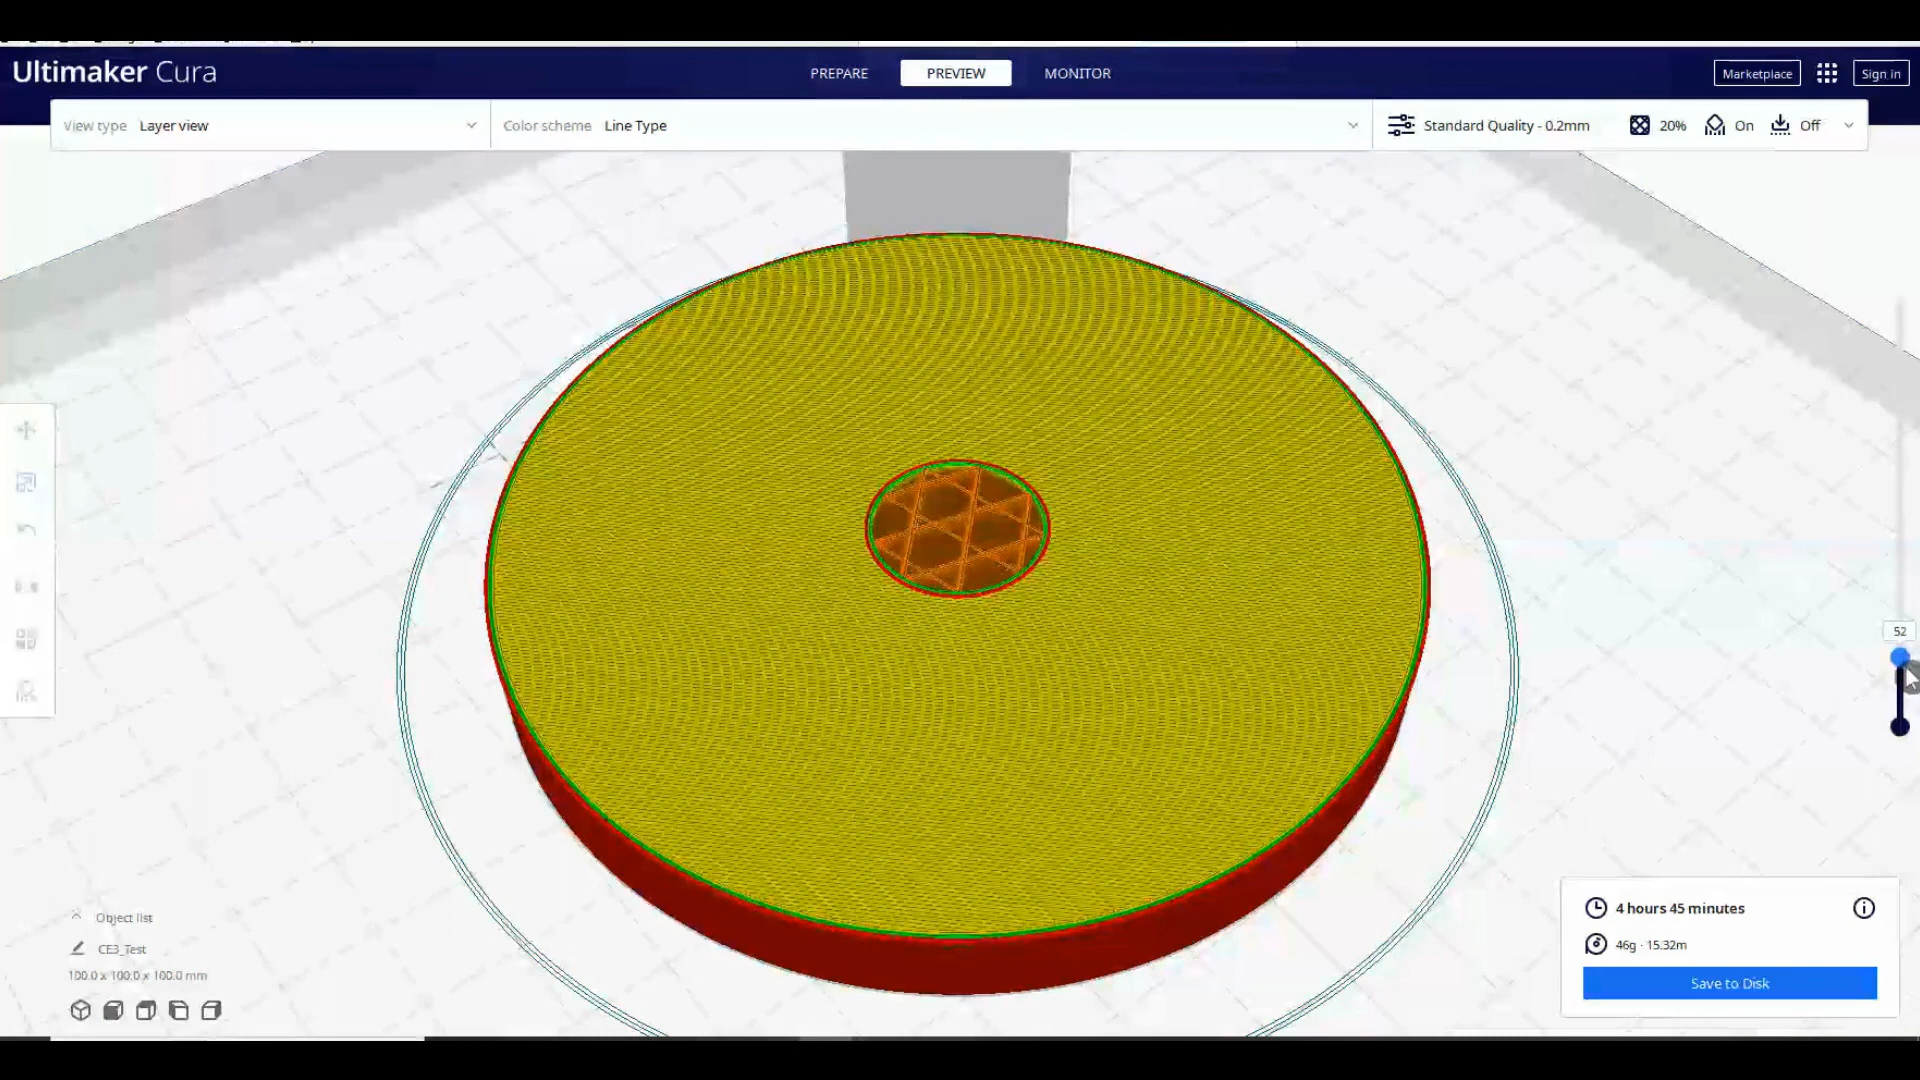 Ultimaker Cura
PREPARE
PREVIEW
MONITOR
Marketplace
Sign in
View type Layer view
Color scheme Line Type
Standard Quality - 0.2mm
20%
On
Off
52
Object list
CE3_Test
100.0 x 100.0 x 100.0 mm
4 hours 45 minutes
46g · 15.32m
Save to Disk